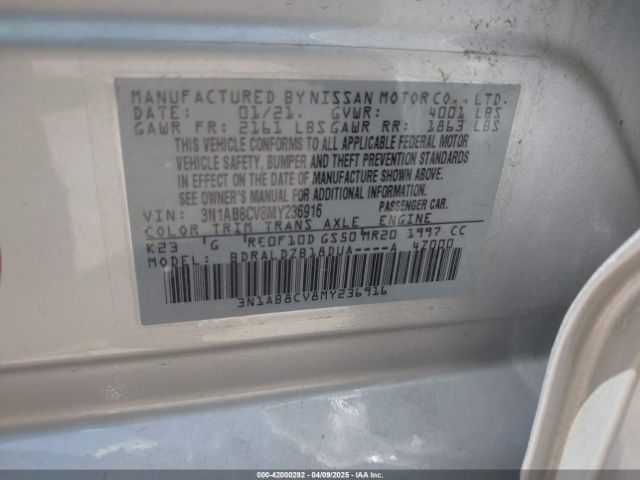 MANUFACTURED BY NISSAN MOTOR CO., LTD.
DATE: 01/21. GVWR: 4001 LBS
GAWR FR: 2161 LBS GAWR RR: 1863 LBS
THIS VEHICLE CONFORMS TO ALL APPLICABLE FEDERAL MOTOR
VEHICLE SAFETY, BUMPER AND THEFT PREVENTION STANDARDS
IN EFFECT ON THE DATE OF MANUFACTURE SHOWN ABOVE.
SEE OWNER'S MANUAL FOR ADDITIONAL INFORMATION.
VIN: 3N1AB8CV8MY236916 PASSENGER CAR.
COLOR TRIM TRANS AXLE ENGINE
K23 G RE0F10D GS50 MR20 1997 CC
MODEL: BDRALDZB18DUA----A 47000
3N1AB8CV8MY236916
000-42000292 - 04/09/2025 - IAAI.COM